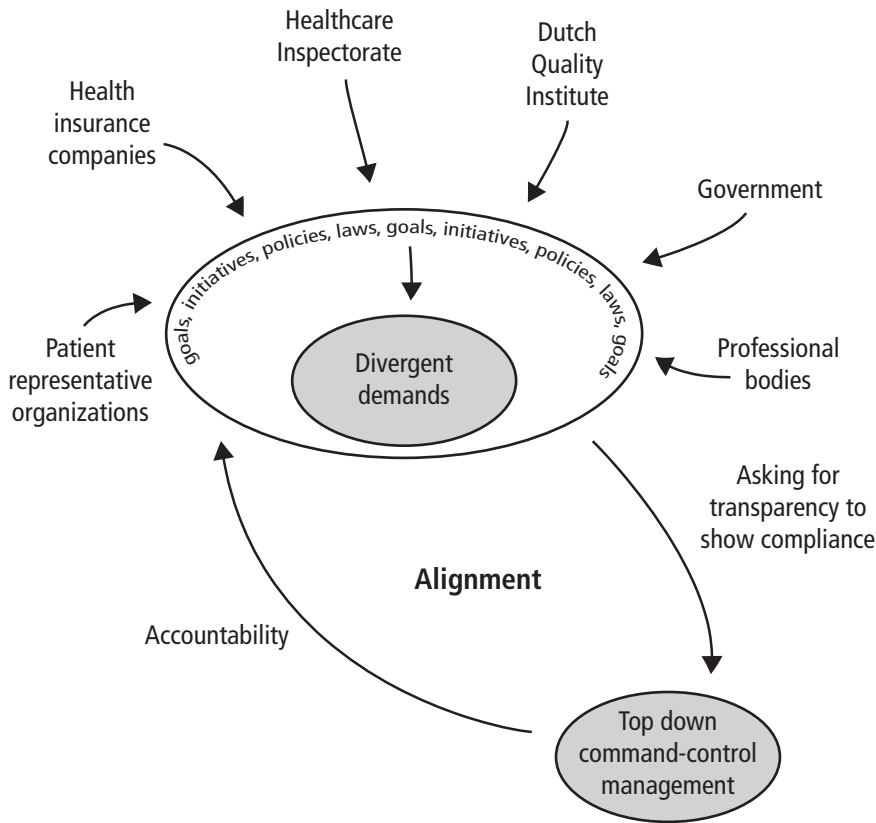 Healthcare
Inspectorate
Dutch
Quality
Institute
Health
insurance
companies
Government
goals, initiatives, policies, laws, goals, initiatives, policies, laws, goals
Patient
representative
organizations
Divergent
demands
Professional
bodies
Asking for
transparency to
show compliance
Alignment
Accountability
Top down
command-control
management